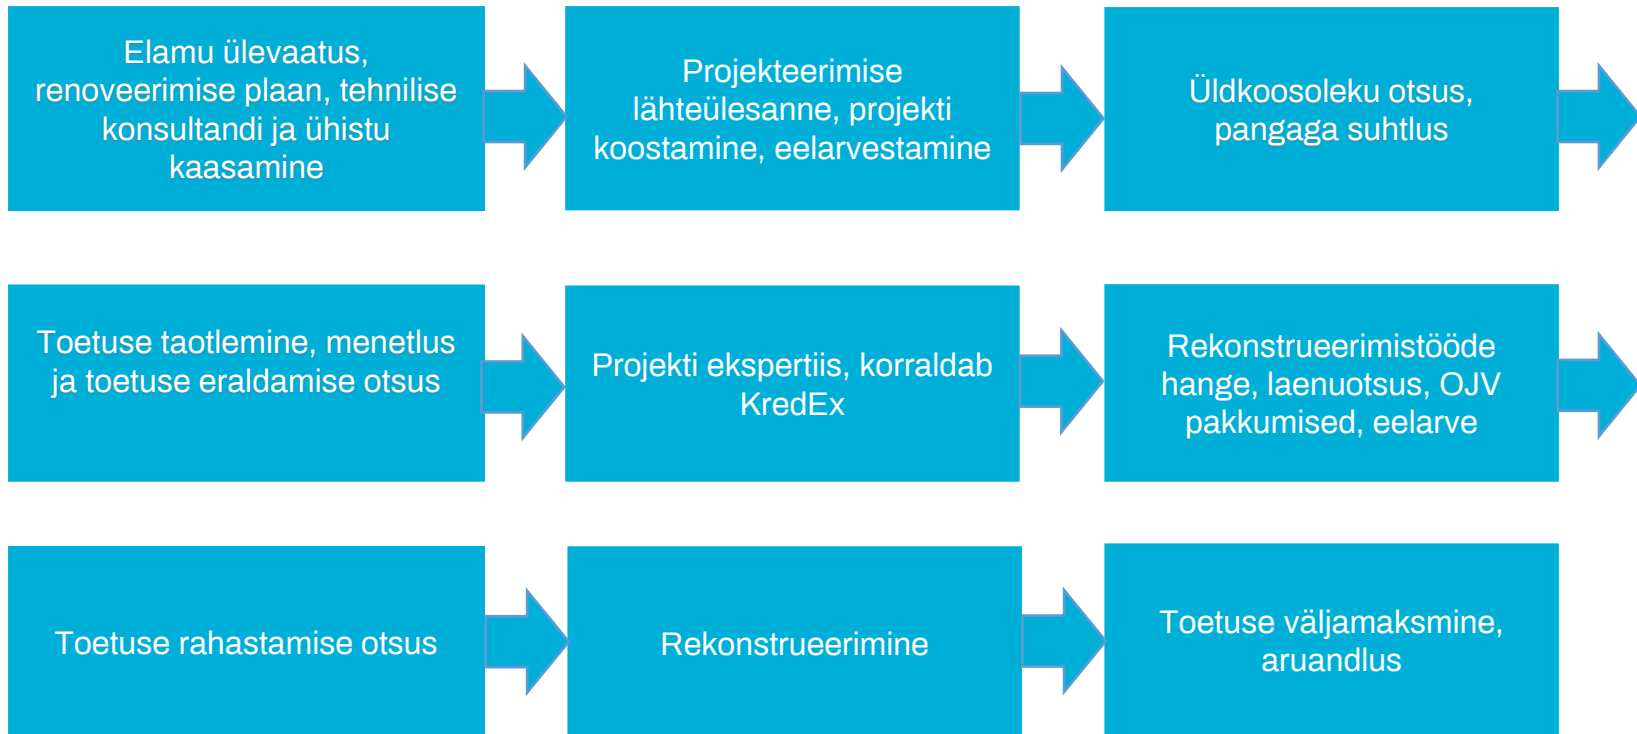 Elamu ülevaatus,
renoveerimise plaan, tehnilise
konsultandi ja ühistu
kaasamine
Projekteerimise
lähteülesanne, projekti
koostamine, eelarvestamine
Üldkoosoleku otsus,
pangaga suhtlus
Toetuse taotlemine, menetlus
ja toetuse eraldamise otsus
Projekti ekspertiis, korraldab
KredEx
Rekonstrueerimistööde
hange, laenuotsus, OJV
pakkumised, eelarve
Toetuse rahastamise otsus
Rekonstrueerimine
Toetuse väljamaksmine,
aruandlus